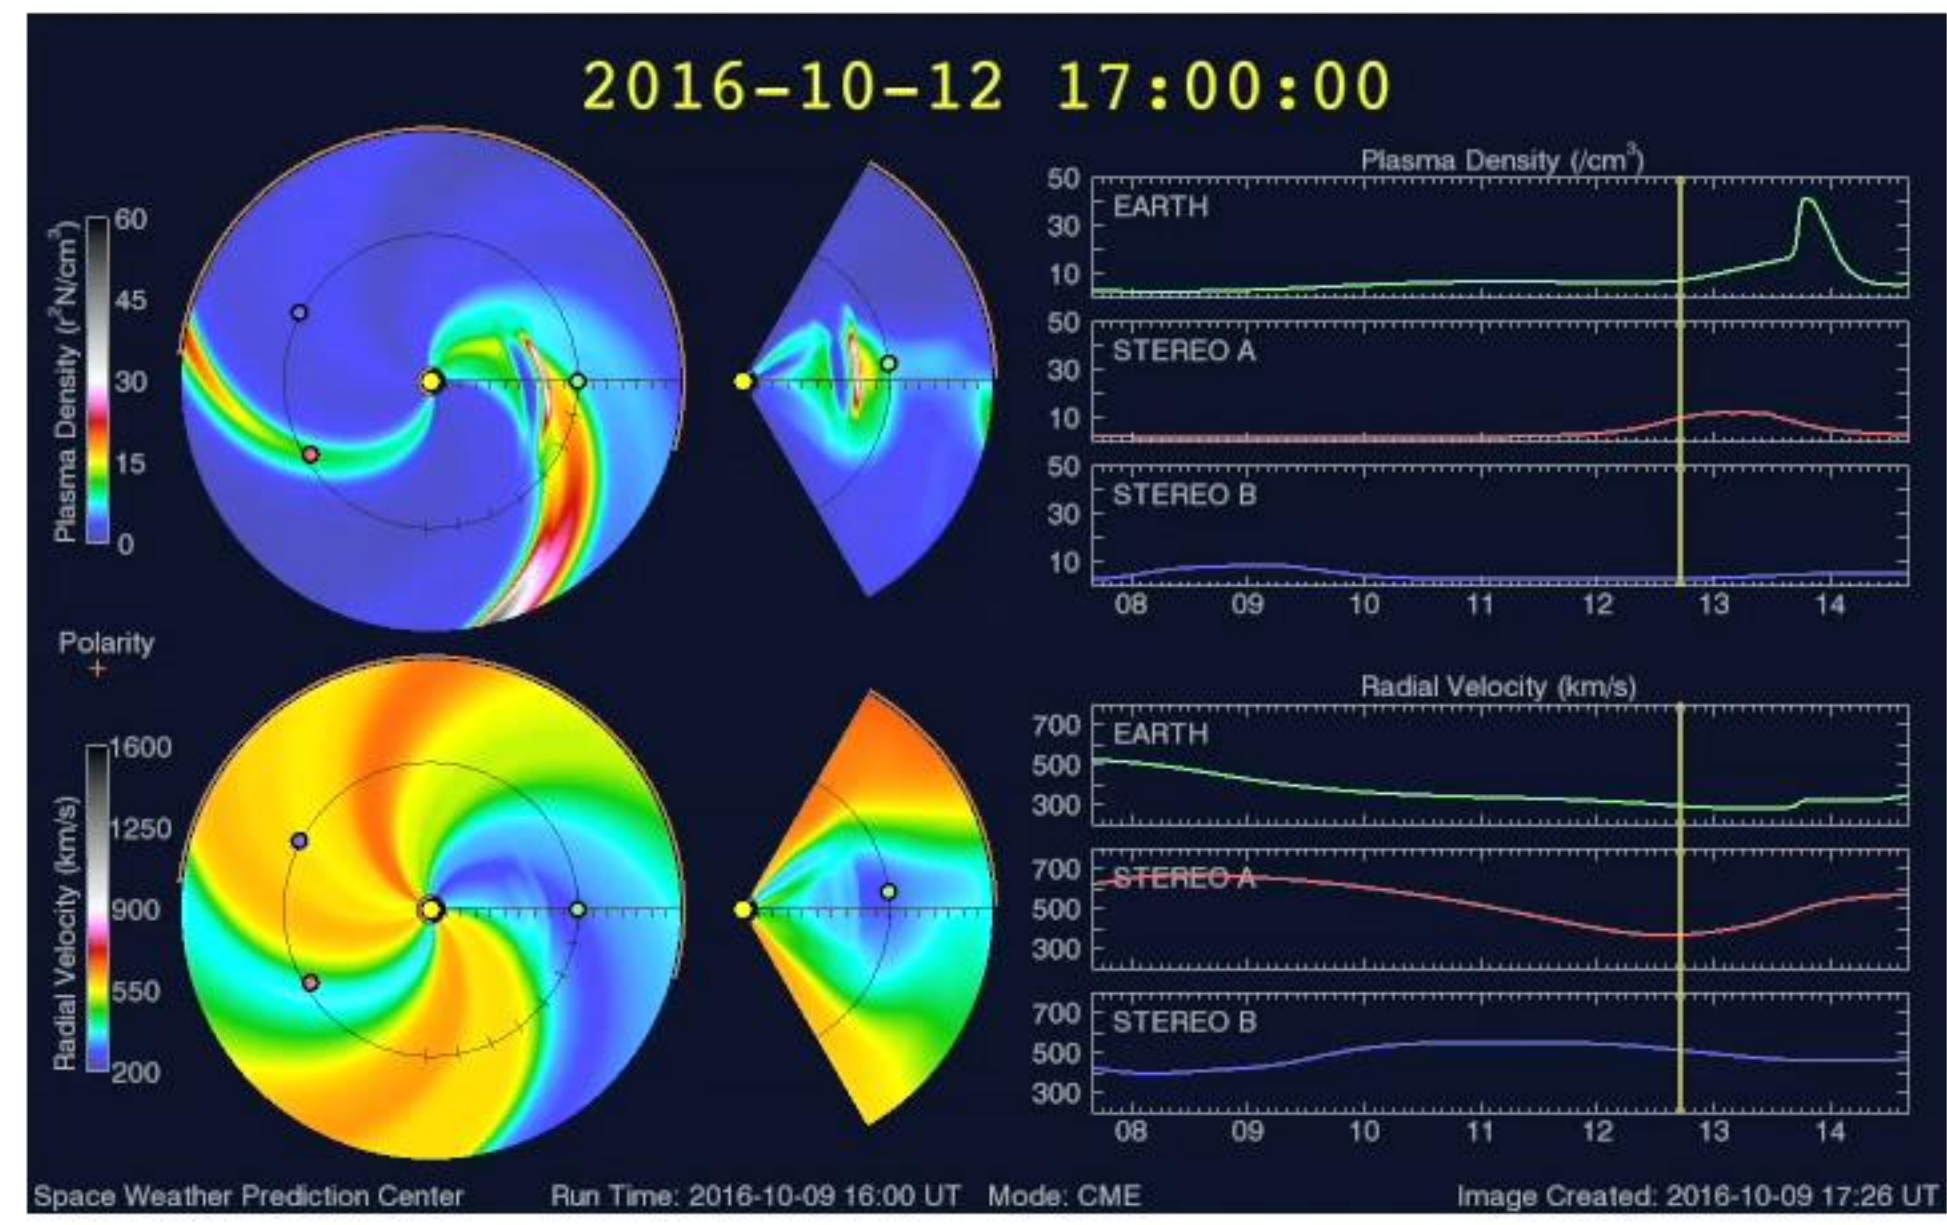 2016-10-12 17:00:00
Plasma Density (r²N/cm³)
60
45
30
15
0
Plasma Density (/cm³)
50
30
10
EARTH
50
30
10
STEREO A
50
30
10
STEREO B
08 09 10 11 12 13 14
Polarity
+
Radial Velocity (km/s)
1600
1250
900
550
200
Radial Velocity (km/s)
700
500
300
EARTH
700
500
300
STEREO A
700
500
300
STEREO B
08 09 10 11 12 13 14
Space Weather Prediction Center Run Time: 2016-10-09 16:00 UT Mode: CME Image Created: 2016-10-09 17:26 UT